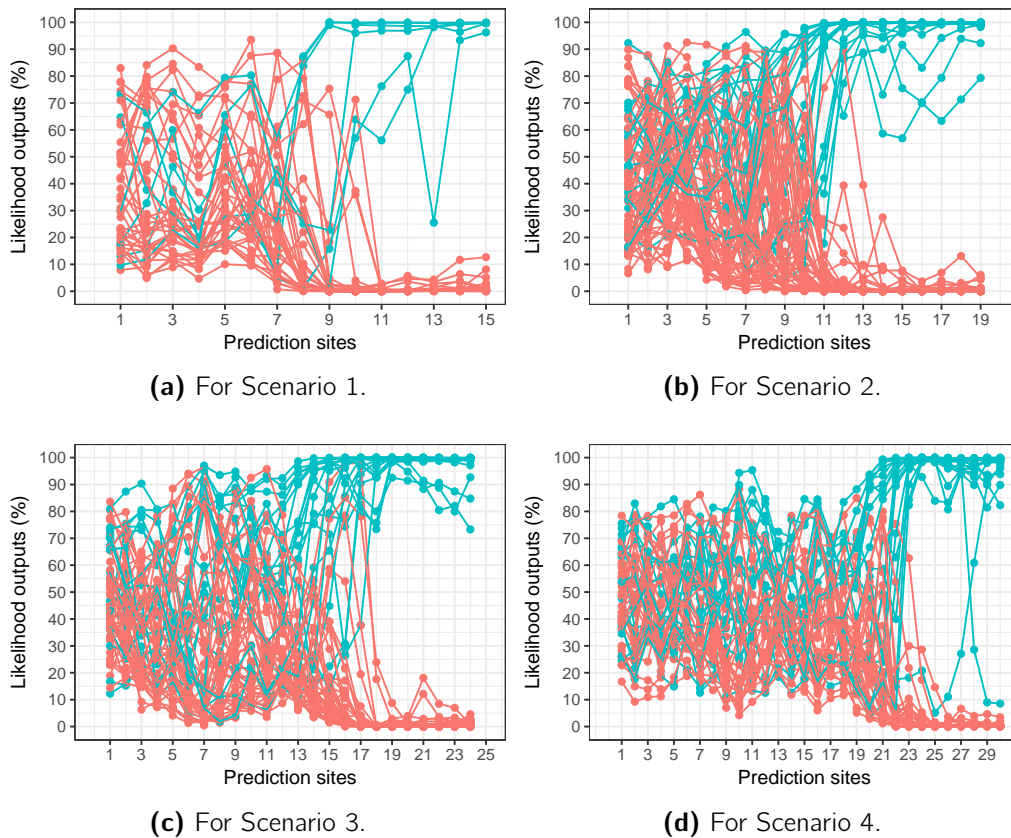 100
90
80
70
60
50
40
30
20
10
0
Likelihood outputs (%)
1 3 5 7 9 11 13 15
Prediction sites
(a) For Scenario 1.
100
90
80
70
60
50
40
30
20
10
0
Likelihood outputs (%)
1 3 5 7 9 11 13 15 17 19
Prediction sites
(b) For Scenario 2.
100
90
80
70
60
50
40
30
20
10
0
Likelihood outputs (%)
1 3 5 7 9 11 13 15 17 19 21 23 25
Prediction sites
(c) For Scenario 3.
100
90
80
70
60
50
40
30
20
10
0
Likelihood outputs (%)
1 3 5 7 9 11 13 15 17 19 21 23 25 27 29
Prediction sites
(d) For Scenario 4.